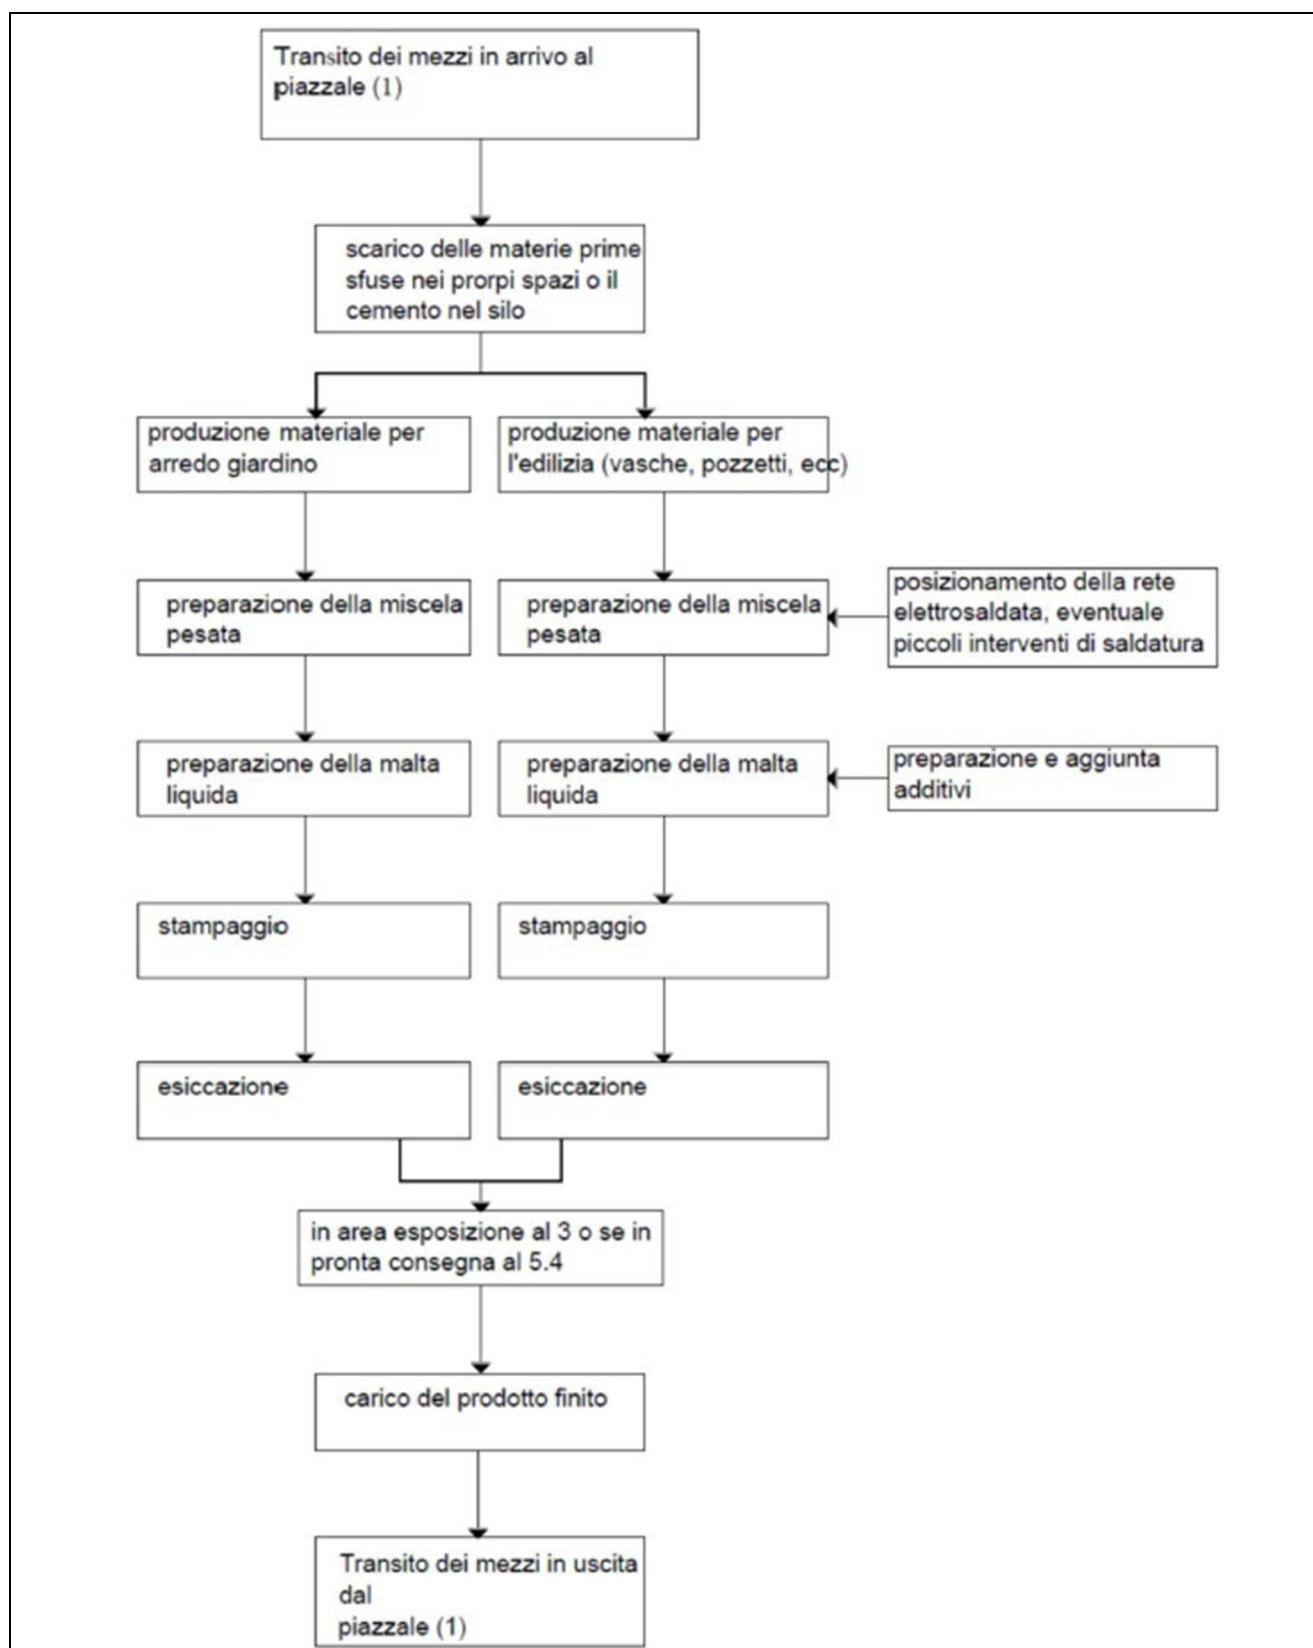 Transito dei mezzi in arrivo al
piazzale (1)
scarico delle materie prime
sfuse nei prorpi spazi o il
cemento nel silo
produzione materiale per
arredo giardino
produzione materiale per
l'edilizia (vasche, pozzetti, ecc)
preparazione della miscela
pesata
preparazione della miscela
pesata
posizionamento della rete
elettrosaldata, eventuale
piccoli interventi di saldatura
preparazione della malta
liquida
preparazione della malta
liquida
preparazione e aggiunta
additivi
stampaggio
stampaggio
esiccazione
esiccazione
in area esposizione al 3 o se in
pronta consegna al 5.4
carico del prodotto finito
Transito dei mezzi in uscita
dal
piazzale (1)